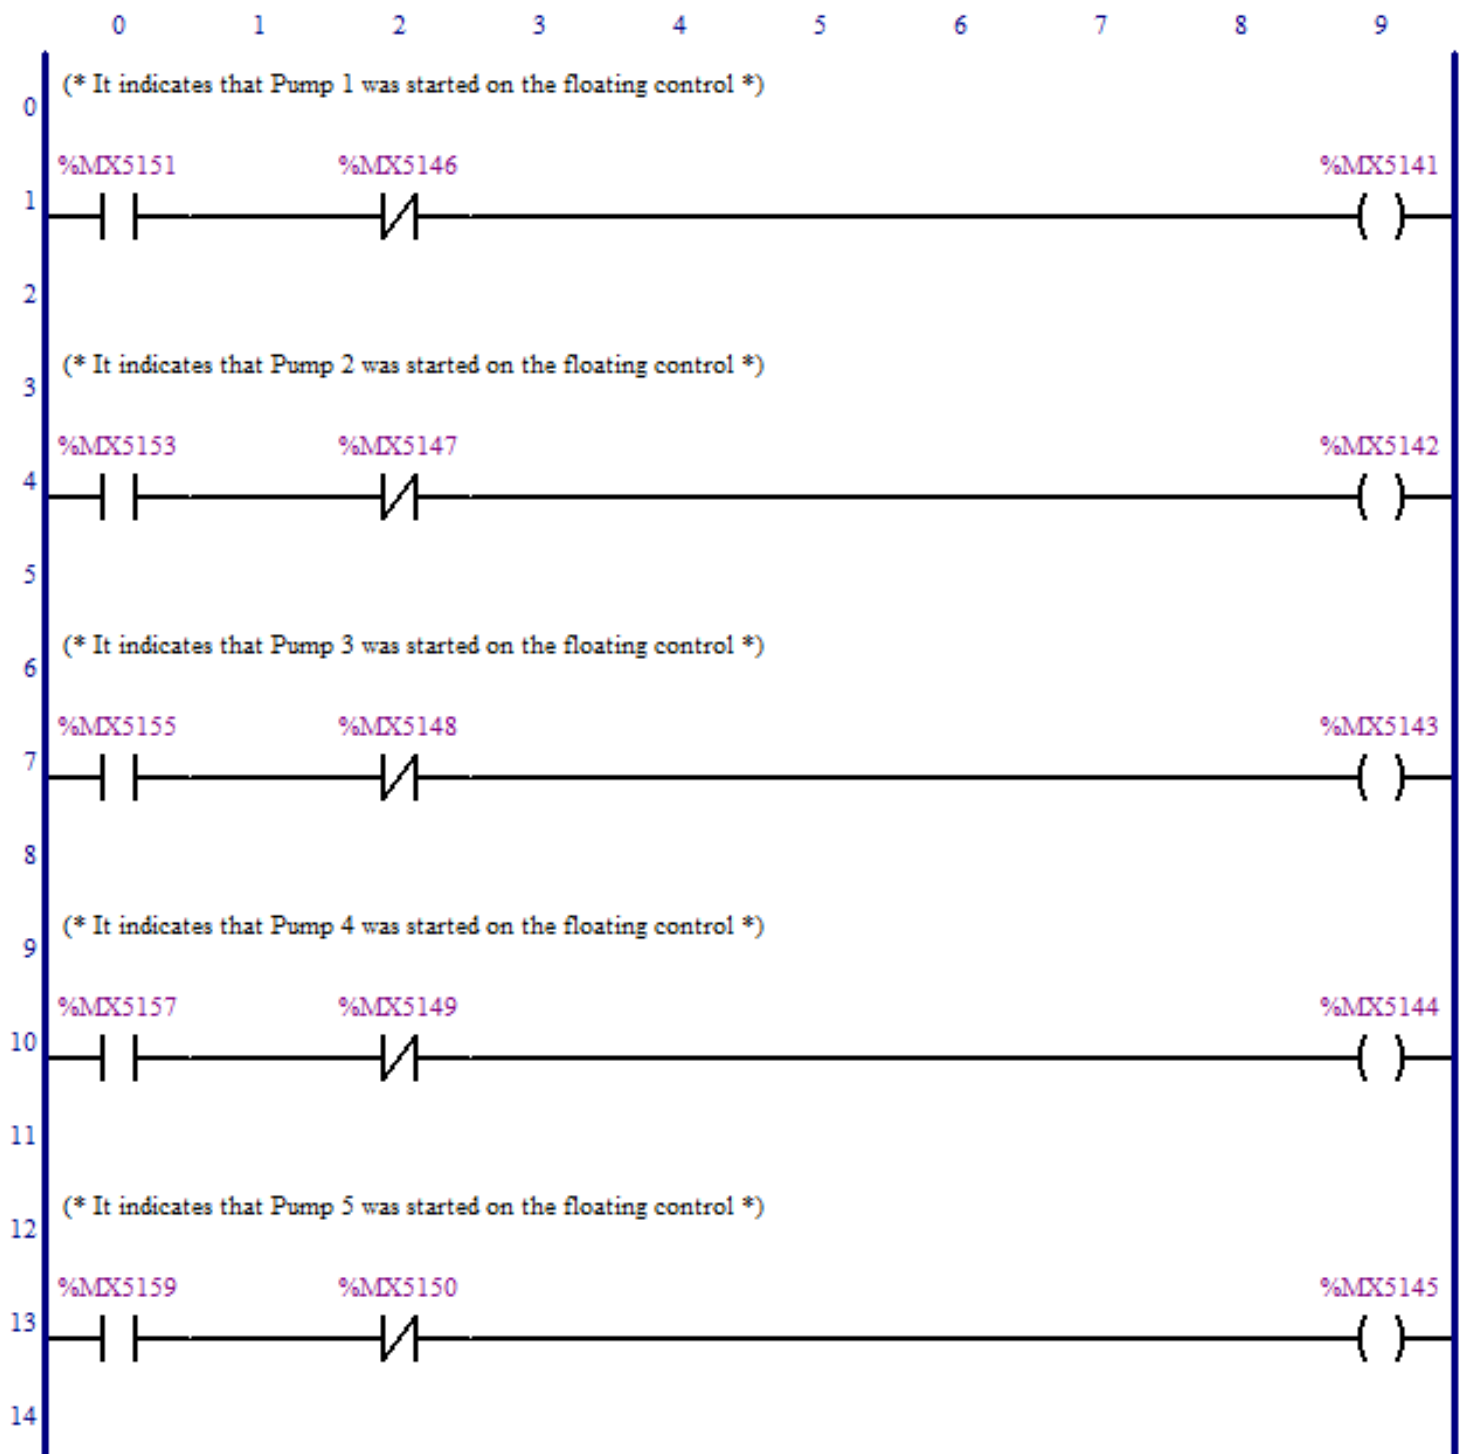 0 1 2 3 4 5 6 7 8 9
(* It indicates that Pump 1 was started on the floating control *)
0
%MX5151 %MX5146 %MX5141
1
2
(* It indicates that Pump 2 was started on the floating control *)
3
%MX5153 %MX5147 %MX5142
4
5
(* It indicates that Pump 3 was started on the floating control *)
6
%MX5155 %MX5148 %MX5143
7
8
(* It indicates that Pump 4 was started on the floating control *)
9
%MX5157 %MX5149 %MX5144
10
11
(* It indicates that Pump 5 was started on the floating control *)
12
%MX5159 %MX5150 %MX5145
13
14